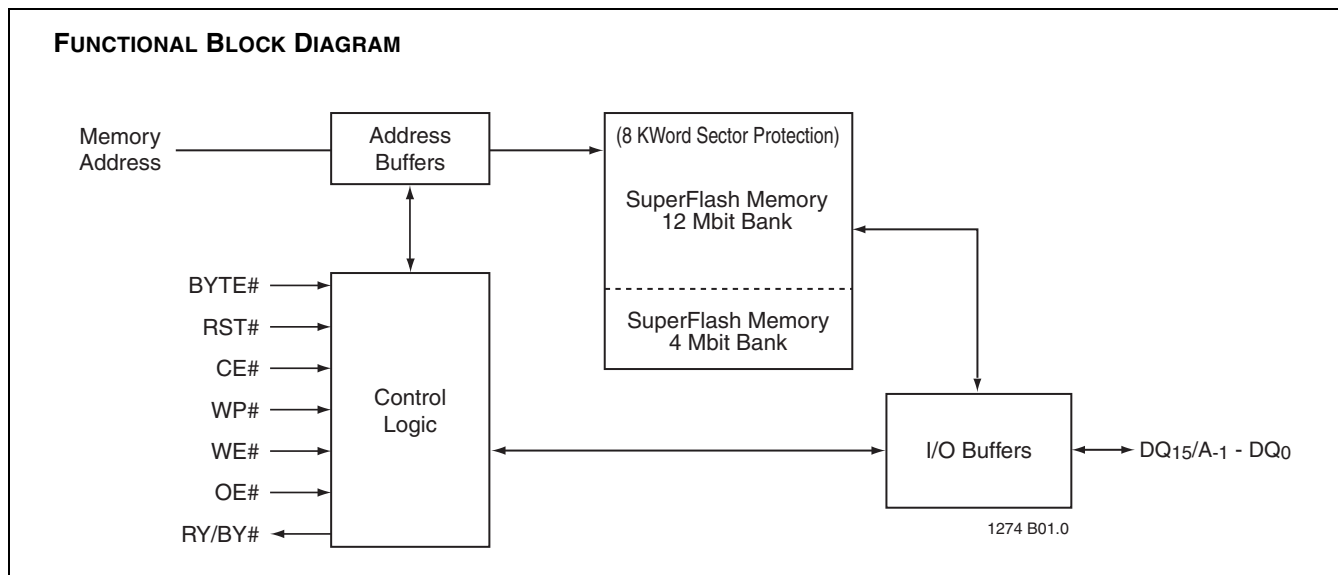 FUNCTIONAL BLOCK DIAGRAM
Memory
Address
Address
Buffers
(8 KWord Sector Protection)
SuperFlash Memory
12 Mbit Bank
SuperFlash Memory
4 Mbit Bank
BYTE#
RST#
CE#
WP#
WE#
OE#
RY/BY#
Control
Logic
I/O Buffers
DQ15/A-1 - DQ0
1274 B01.0